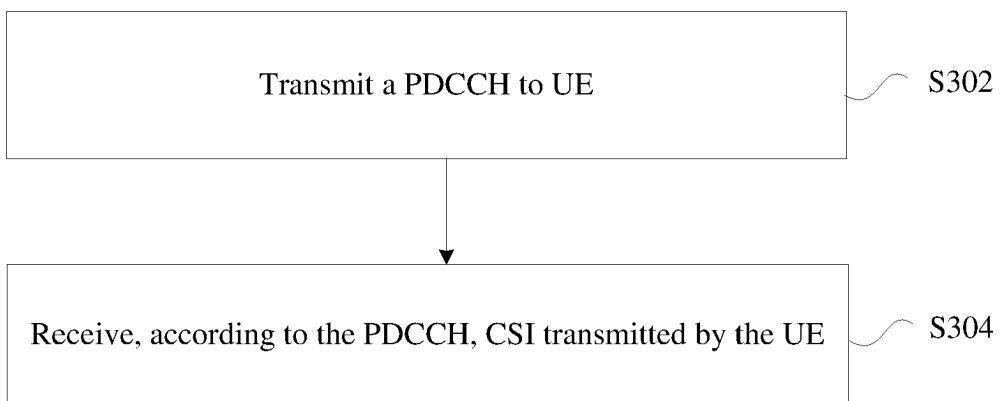 Transmit a PDCCH to UE
S302
Receive, according to the PDCCH, CSI transmitted by the UE
S304